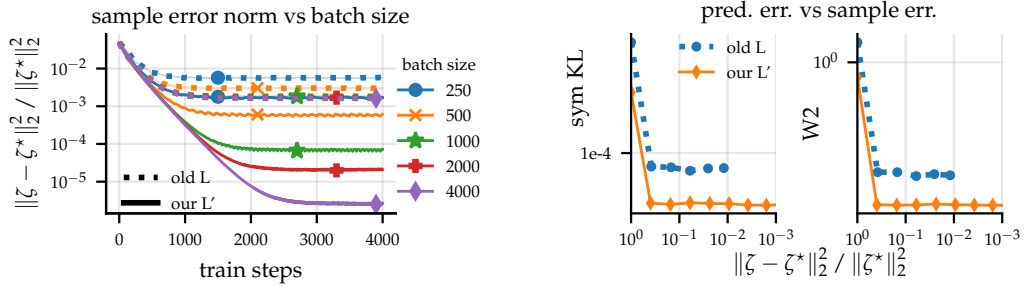 sample error norm vs batch size
‖ζ − ζ⋆‖₂² / ‖ζ⋆‖₂²
10⁻²
10⁻³
10⁻⁴
10⁻⁵
old L
our L′
0 1000 2000 3000 4000
train steps
batch size
250
500
1000
2000
4000
pred. err. vs sample err.
sym KL
1e-4
old L
our L′
10⁰ 10⁻¹ 10⁻² 10⁻³
W2
10⁰
10⁰ 10⁻¹ 10⁻² 10⁻³
‖ζ − ζ⋆‖₂² / ‖ζ⋆‖₂²